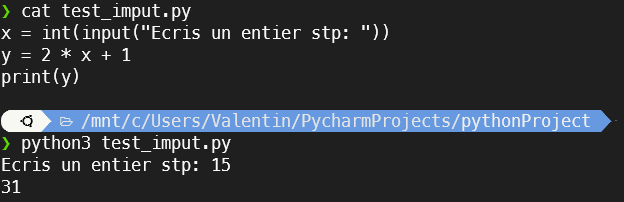 ❯ cat test_imput.py
x = int(input("Ecris un entier stp: "))
y = 2 * x + 1
print(y)
/mnt/c/Users/Valentin/PycharmProjects/pythonProject
❯ python3 test_imput.py
Ecris un entier stp: 15
31